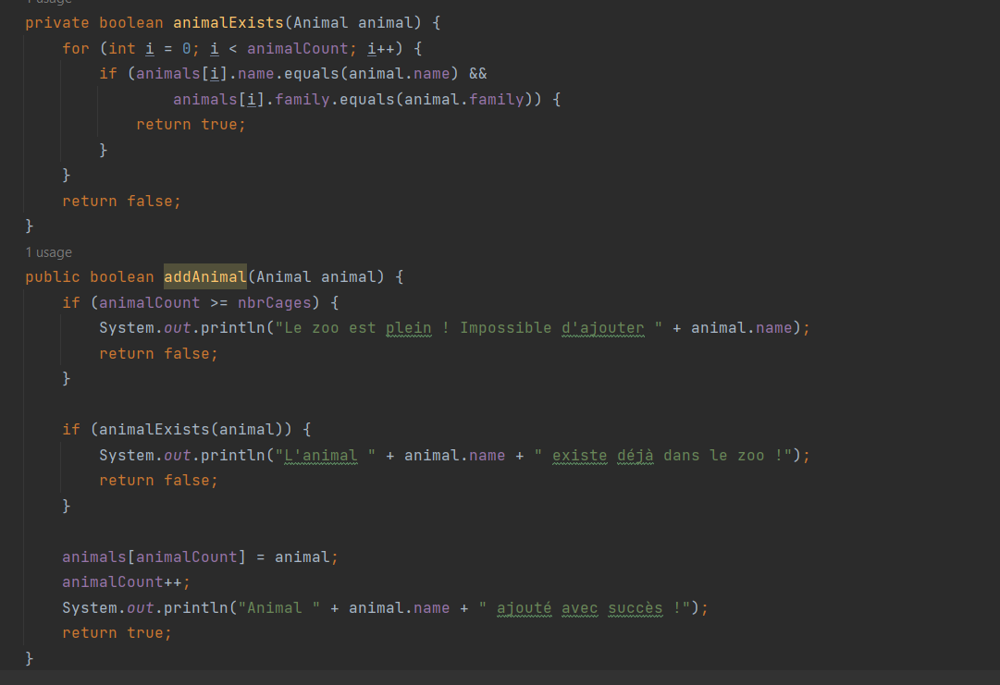 1 usage
private boolean animalExists(Animal animal) {
    for (int i = 0; i < animalCount; i++) {
        if (animals[i].name.equals(animal.name) &&
                animals[i].family.equals(animal.family)) {
            return true;
        }
    }
    return false;
}
1 usage
public boolean addAnimal(Animal animal) {
    if (animalCount >= nbrCages) {
        System.out.println("Le zoo est plein ! Impossible d'ajouter " + animal.name);
        return false;
    }

    if (animalExists(animal)) {
        System.out.println("L'animal " + animal.name + " existe déjà dans le zoo !");
        return false;
    }

    animals[animalCount] = animal;
    animalCount++;
    System.out.println("Animal " + animal.name + " ajouté avec succès !");
    return true;
}